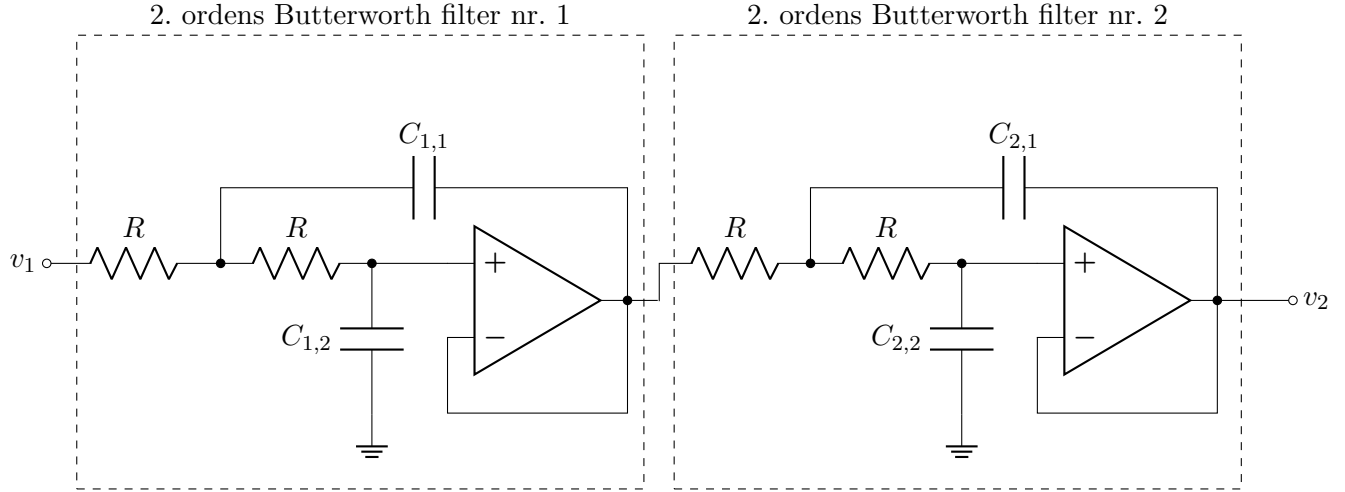 2. ordens Butterworth filter nr. 1
2. ordens Butterworth filter nr. 2
C1,1
C2,1
R
R
R
R
v1
+
+
v2
C1,2
−
C2,2
−